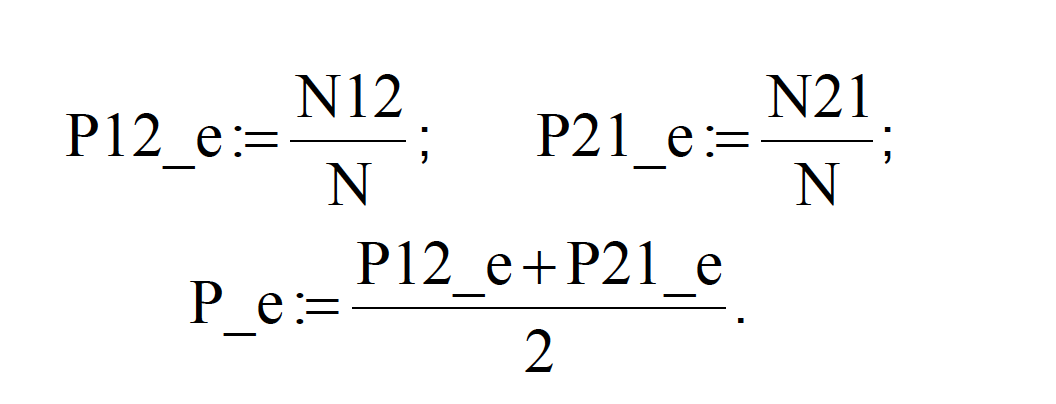 P12_e:=N12/N; P21_e:=N21/N;
P_e:=(P12_e+P21_e)/2.